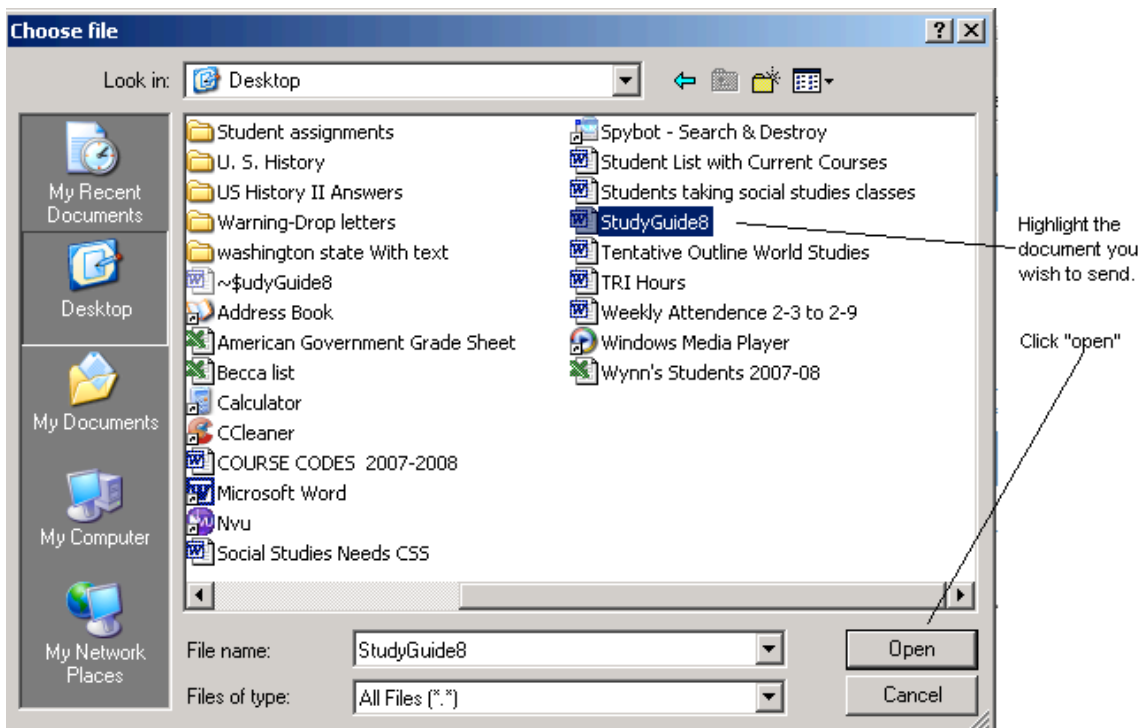 Choose file
Look in: Desktop
My Recent
Documents
Desktop
My Documents
My Computer
My Network
Places
Student assignments
U. S. History
US History II Answers
Warning-Drop letters
washington state With text
~$udyGuide8
Address Book
American Government Grade Sheet
Becca list
Calculator
CCleaner
COURSE CODES 2007-2008
Microsoft Word
Nvu
Social Studies Needs CSS
Spybot - Search & Destroy
Student List with Current Courses
Students taking social studies classes
StudyGuide8
Tentative Outline World Studies
TRI Hours
Weekly Attendence 2-3 to 2-9
Windows Media Player
Wynn's Students 2007-08
File name: StudyGuide8
Open
Files of type: All Files (*.*)
Cancel
Highlight the
document you
wish to send.
Click "open"